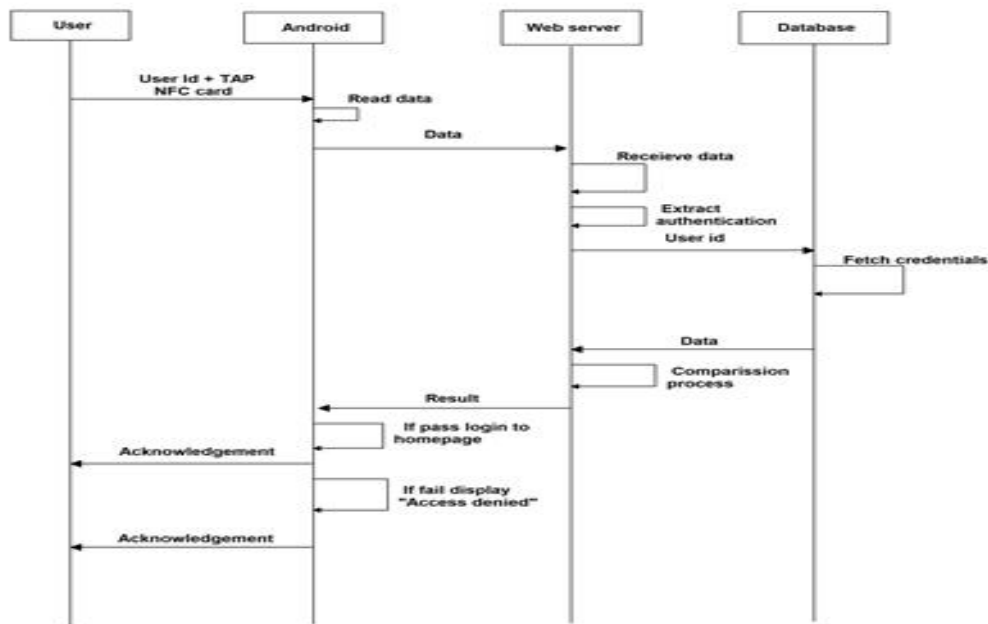 User
Android
Web server
Database
User Id + TAP
NFC card
Read data
Data
Receieve data
Extract
authentication
User id
Fetch credentials
Data
Comparission
process
Result
If pass login to
homepage
Acknowledgement
If fail display
"Access denied"
Acknowledgement